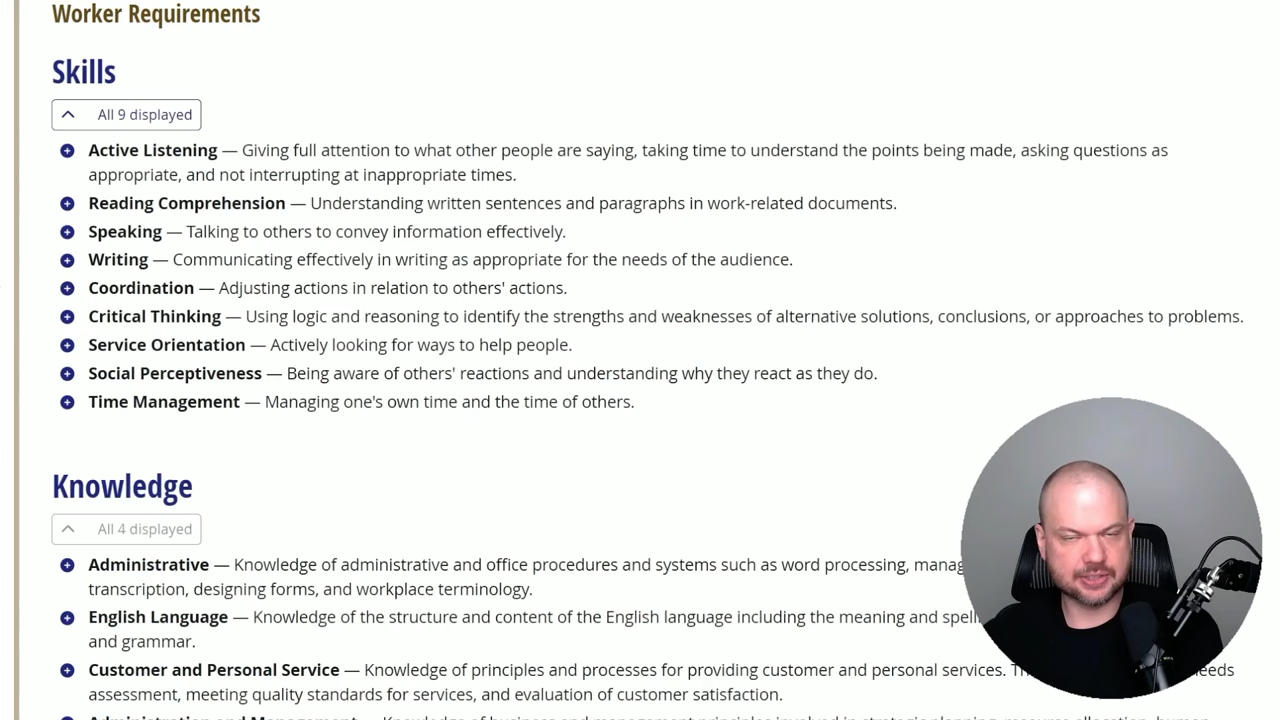 Worker Requirements
Skills
All 9 displayed
Active Listening — Giving full attention to what other people are saying, taking time to understand the points being made, asking questions as
appropriate, and not interrupting at inappropriate times.
Reading Comprehension — Understanding written sentences and paragraphs in work-related documents.
Speaking — Talking to others to convey information effectively.
Writing — Communicating effectively in writing as appropriate for the needs of the audience.
Coordination — Adjusting actions in relation to others' actions.
Critical Thinking — Using logic and reasoning to identify the strengths and weaknesses of alternative solutions, conclusions, or approaches to problems.
Service Orientation — Actively looking for ways to help people.
Social Perceptiveness — Being aware of others' reactions and understanding why they react as they do.
Time Management — Managing one's own time and the time of others.
Knowledge
All 4 displayed
Administrative — Knowledge of administrative and office procedures and systems such as word processing,
transcription, designing forms, and workplace terminology.
English Language — Knowledge of the structure and content of the English language including the meaning and
and grammar.
Customer and Personal Service — Knowledge of principles and processes for providing customer and personal services.
assessment, meeting quality standards for services, and evaluation of customer satisfaction.